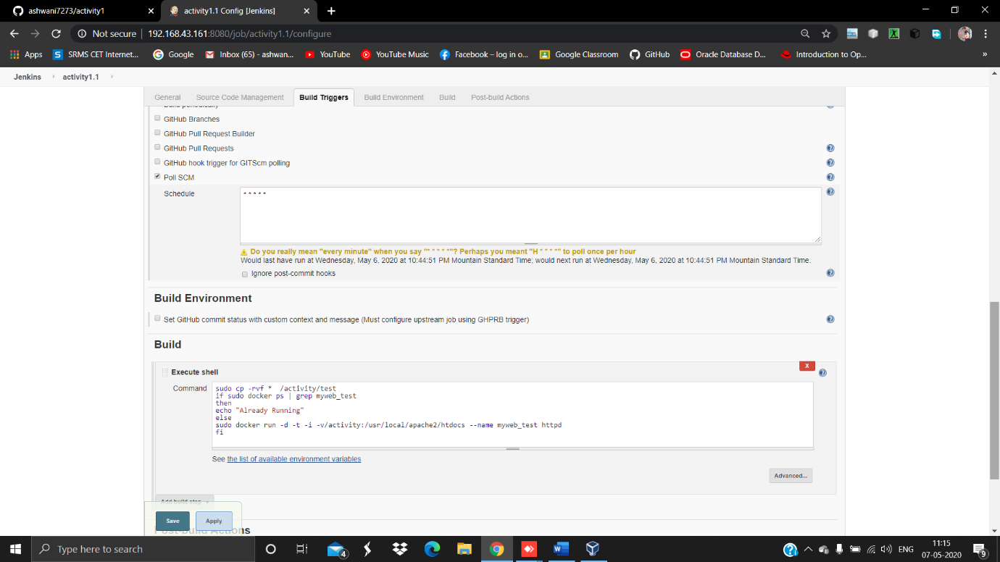 ashwani7273/activity1
activity1.1 Config [Jenkins]
Not secure | 192.168.43.161:8080/job/activity1.1/configure
Apps SRMS CET Internet... Google Inbox (65) - ashwan... YouTube YouTube Music Facebook – log in o... Google Classroom GitHub Oracle Database D... Introduction to Op... »
Jenkins activity1.1
General Source Code Management Build Triggers Build Environment Build Post-build Actions
Build periodically
GitHub Branches
GitHub Pull Request Builder
GitHub Pull Requests
GitHub hook trigger for GITScm polling
Poll SCM
Schedule * * * * *
Do you really mean "every minute" when you say "* * * * *"? Perhaps you meant "H * * * *" to poll once per hour
Would last have run at Wednesday, May 6, 2020 at 10:44:51 PM Mountain Standard Time; would next run at Wednesday, May 6, 2020 at 10:44:51 PM Mountain Standard Time.
Ignore post-commit hooks
Build Environment
Set GitHub commit status with custom context and message (Must configure upstream job using GHPRB trigger)
Build
X
Execute shell
Command sudo cp -rvf *  /activity/test
if sudo docker ps | grep myweb_test
then
echo "Already Running"
else
sudo docker run -d -t -i -v/activity:/usr/local/apache2/htdocs --name myweb_test httpd
fi
See the list of available environment variables
Advanced...
Add build step
Save Apply
Post-build Actions
Type here to search
4
ENG
11:15
07-05-2020
9